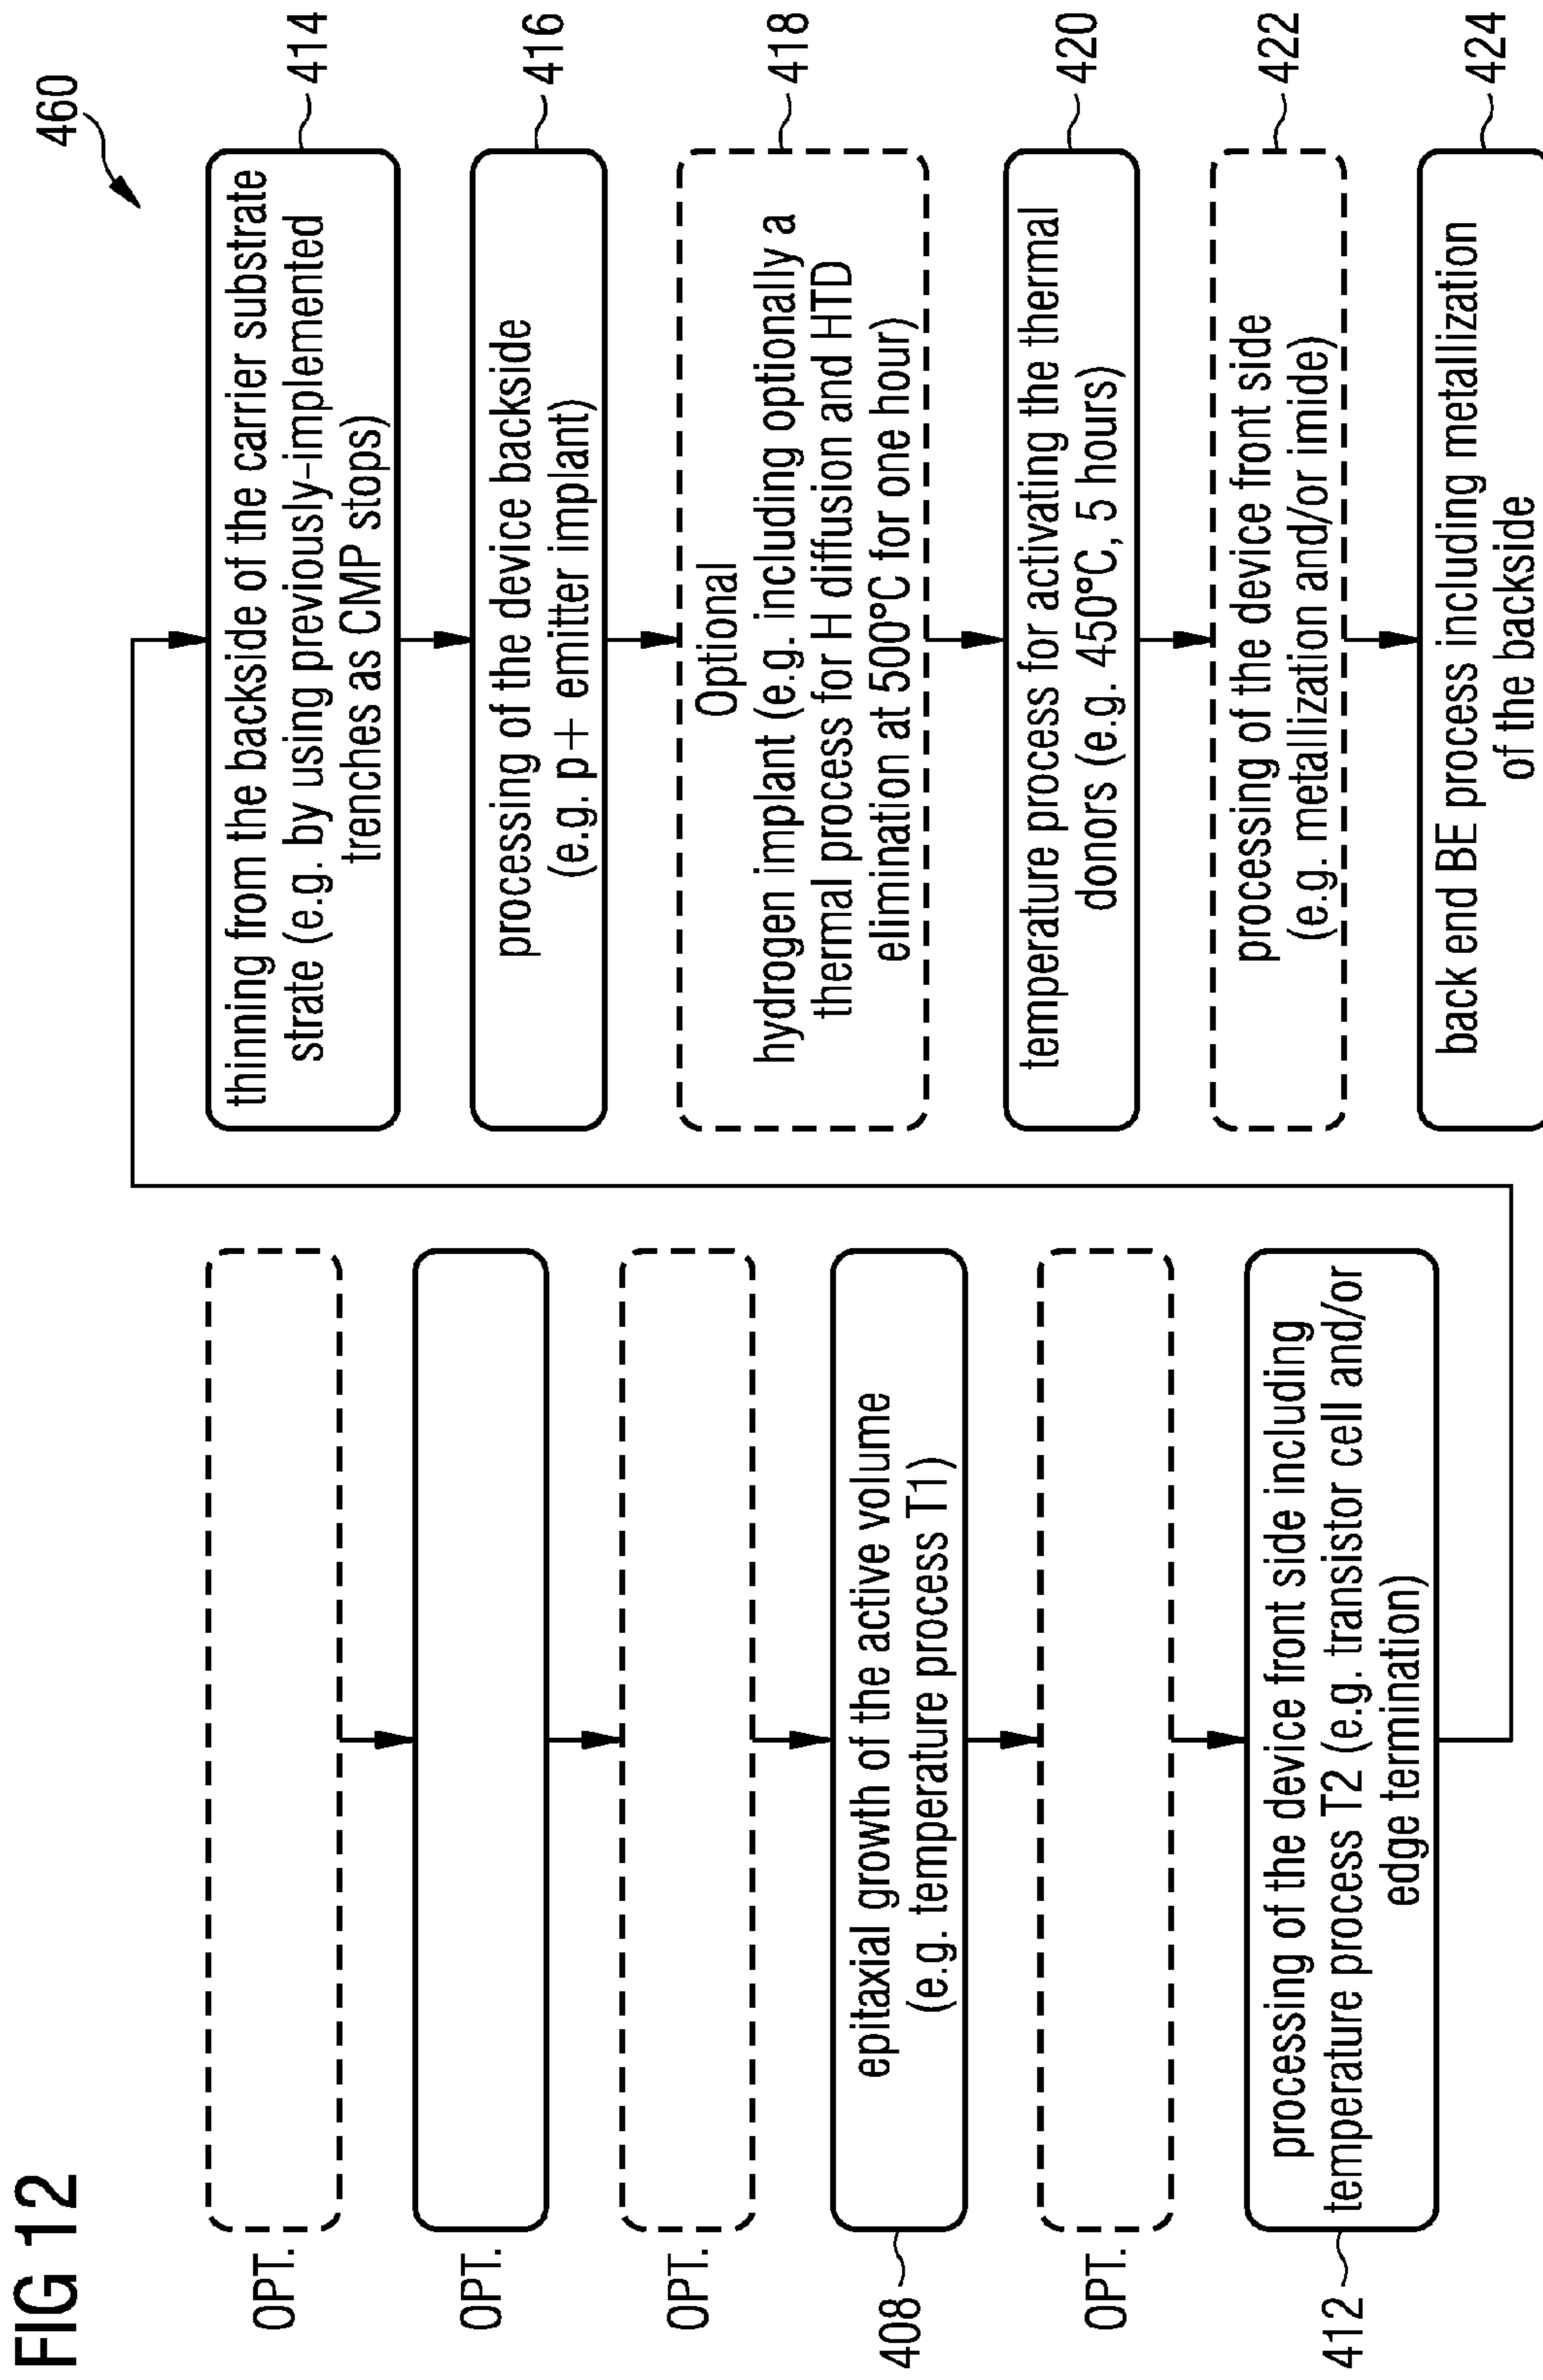 FIG 12
460
OPT.
OPT.
OPT.
epitaxial growth of the active volume
(e.g. temperature process T1)
408
OPT.
processing of the device front side including
temperature process T2 (e.g. transistor cell and/or
edge termination)
412
thinning from the backside of the carrier substrate
strate (e.g. by using previously-implemented
trenches as CMP stops)
414
processing of the device backside
(e.g. p+ emitter implant)
416
Optional
hydrogen implant (e.g. including optionally a
thermal process for H diffusion and HTD
elimination at 500°C for one hour)
418
temperature process for activating the thermal
donors (e.g. 450°C, 5 hours)
420
processing of the device front side
(e.g. metallization and/or imide)
422
back end BE process including metallization
of the backside
424